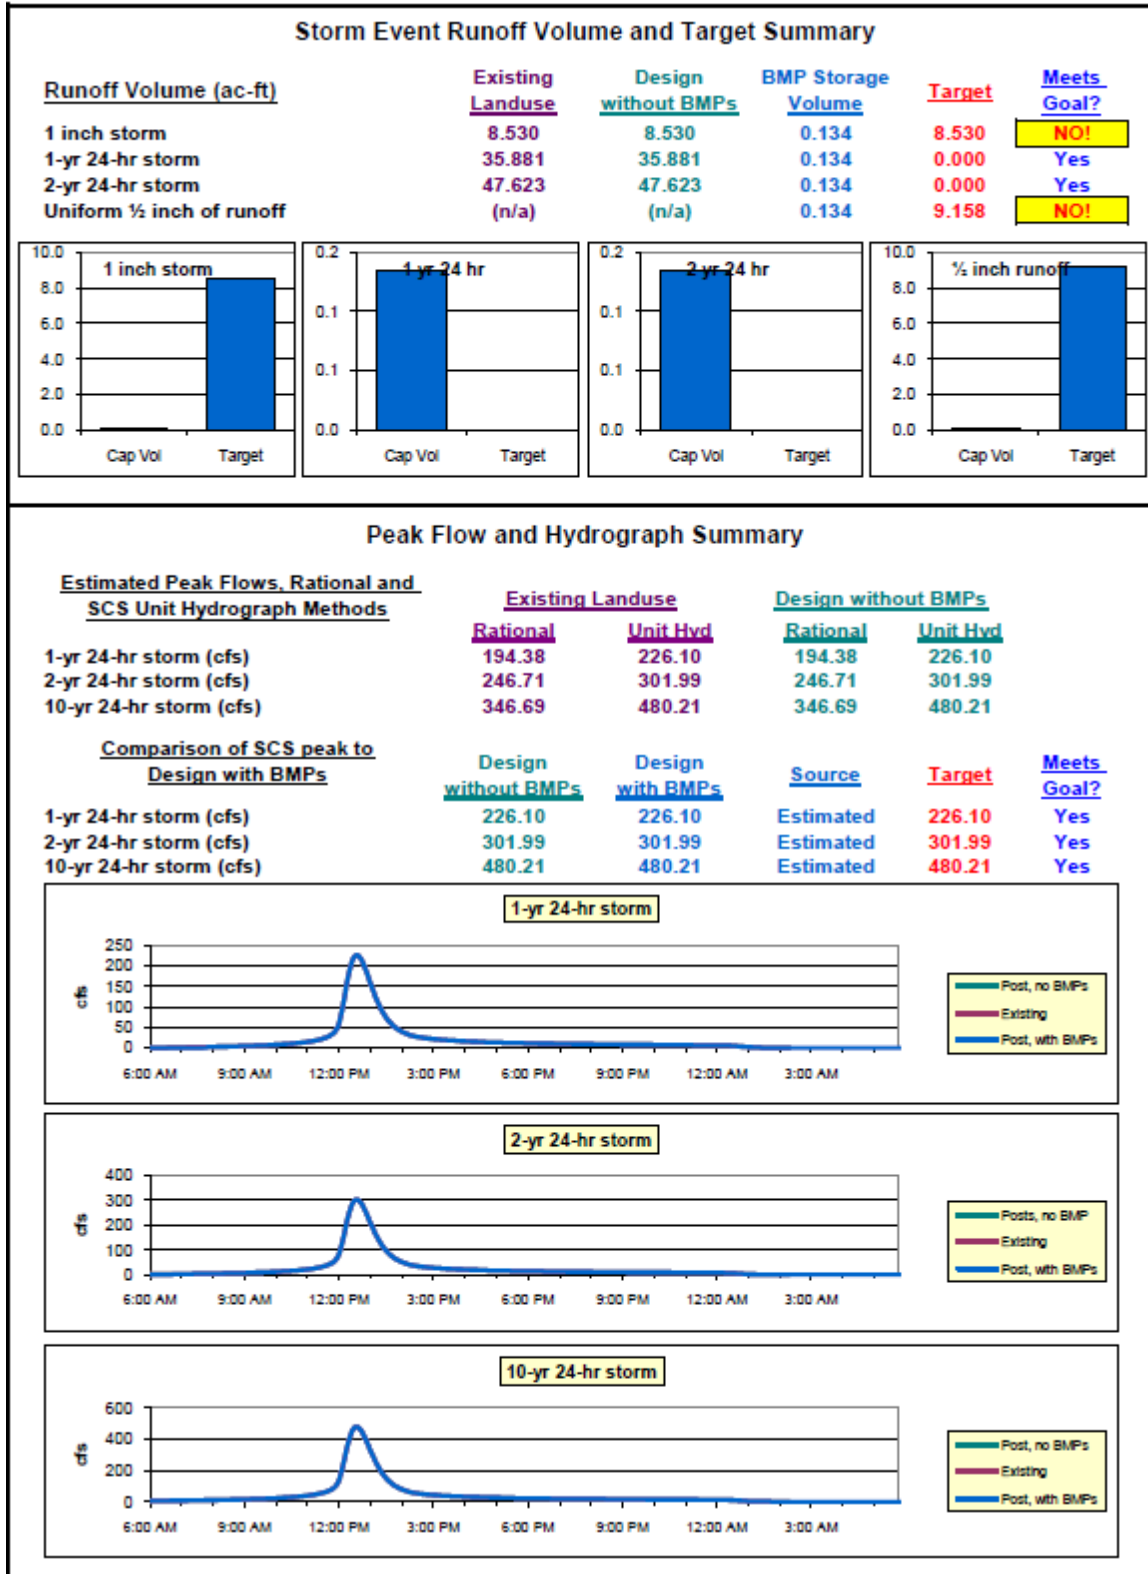 Storm Event Runoff Volume and Target Summary
Runoff Volume (ac-ft) Existing Landuse Design without BMPs BMP Storage Volume Target Meets Goal?
1 inch storm 8.530 8.530 0.134 8.530 NO!
1-yr 24-hr storm 35.881 35.881 0.134 0.000 Yes
2-yr 24-hr storm 47.623 47.623 0.134 0.000 Yes
Uniform ½ inch of runoff (n/a) (n/a) 0.134 9.158 NO!
1 inch storm
10.0
8.0
6.0
4.0
2.0
0.0
Cap Vol Target
1 yr 24 hr
0.2
0.1
0.1
0.0
Cap Vol Target
2 yr 24 hr
0.2
0.1
0.1
0.0
Cap Vol Target
½ inch runoff
10.0
8.0
6.0
4.0
2.0
0.0
Cap Vol Target
Peak Flow and Hydrograph Summary
Estimated Peak Flows, Rational and
SCS Unit Hydrograph Methods
Existing Landuse Design without BMPs
Rational Unit Hyd Rational Unit Hyd
1-yr 24-hr storm (cfs) 194.38 226.10 194.38 226.10
2-yr 24-hr storm (cfs) 246.71 301.99 246.71 301.99
10-yr 24-hr storm (cfs) 346.69 480.21 346.69 480.21
Comparison of SCS peak to
Design with BMPs
Design without BMPs Design with BMPs Source Target Meets Goal?
1-yr 24-hr storm (cfs) 226.10 226.10 Estimated 226.10 Yes
2-yr 24-hr storm (cfs) 301.99 301.99 Estimated 301.99 Yes
10-yr 24-hr storm (cfs) 480.21 480.21 Estimated 480.21 Yes
1-yr 24-hr storm
cfs
250
200
150
100
50
0
6:00 AM 9:00 AM 12:00 PM 3:00 PM 6:00 PM 9:00 PM 12:00 AM 3:00 AM
Post, no BMPs
Existing
Post, with BMPs
2-yr 24-hr storm
cfs
400
300
200
100
0
6:00 AM 9:00 AM 12:00 PM 3:00 PM 6:00 PM 9:00 PM 12:00 AM 3:00 AM
Posts, no BMP
Existing
Post, with BMPs
10-yr 24-hr storm
cfs
600
400
200
0
6:00 AM 9:00 AM 12:00 PM 3:00 PM 6:00 PM 9:00 PM 12:00 AM 3:00 AM
Post, no BMPs
Existing
Post, with BMPs